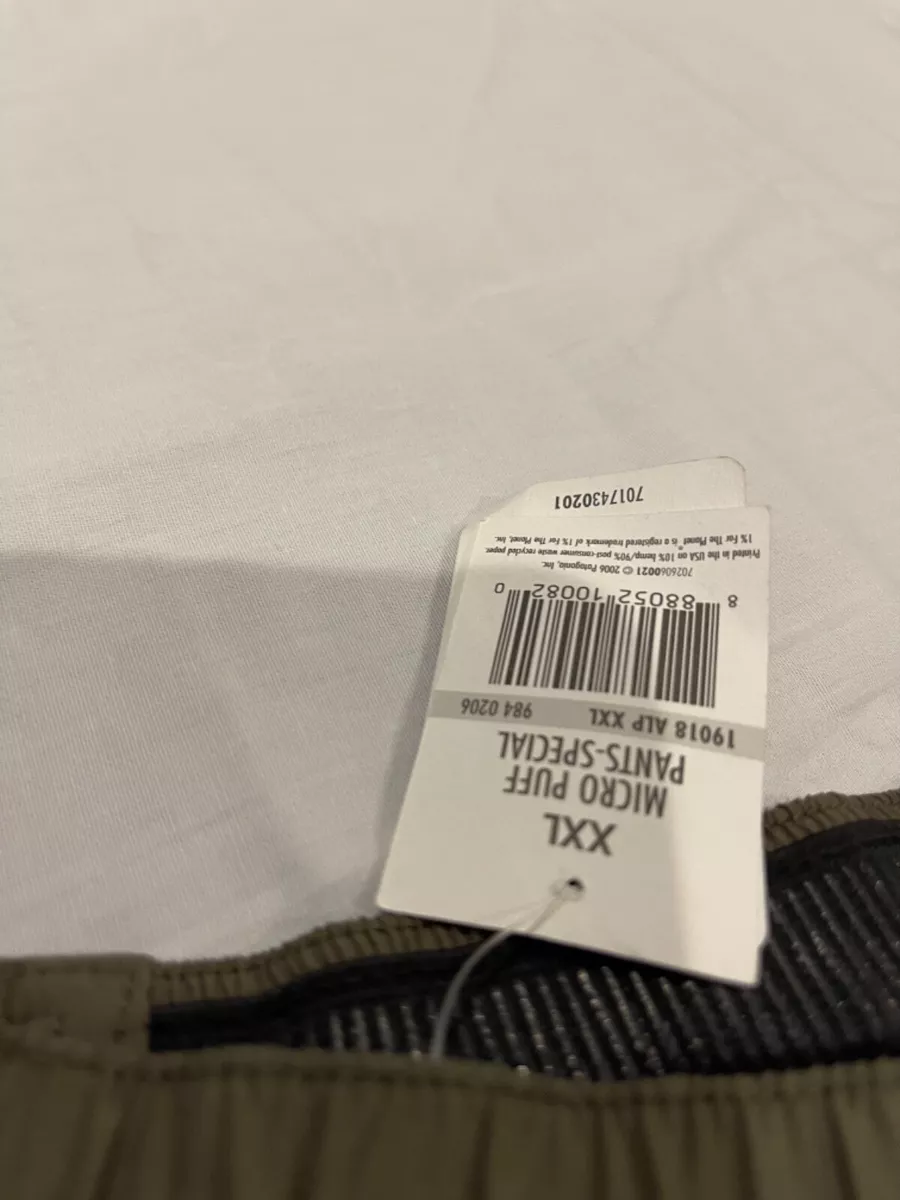 XXL
MICRO PUFF
PANTS-SPECIAL
19018 ALP XXL 984 0206
8 88052 10082 0
7026060021 © 2006 Patagonia, Inc.
Printed in the USA on 10% hemp/90% post-consumer waste recycled paper.
1% For The Planet® is a registered trademark of 1% For The Planet, Inc.
7017430201